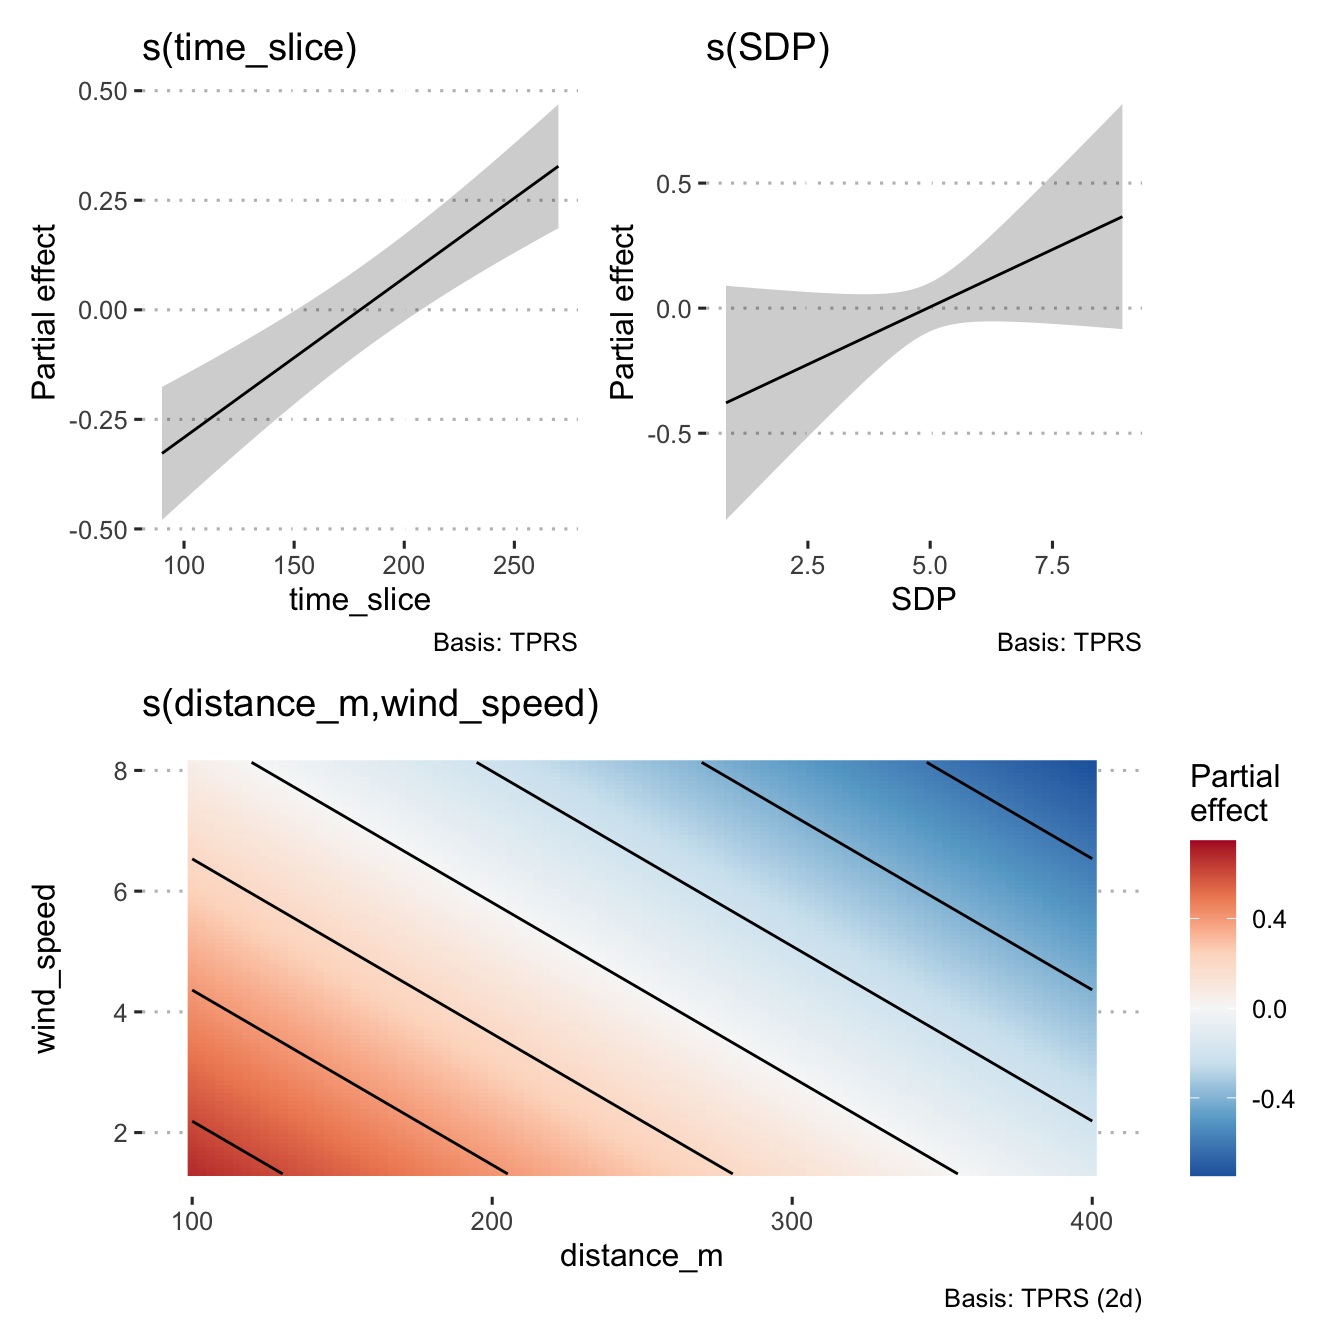 s(time_slice)
0.50
0.25
0.00
-0.25
-0.50
Partial effect
100 150 200 250
time_slice
Basis: TPRS
s(SDP)
0.5
0.0
-0.5
Partial effect
2.5 5.0 7.5
SDP
Basis: TPRS
s(distance_m,wind_speed)
8
6
4
2
wind_speed
100 200 300 400
distance_m
Basis: TPRS (2d)
Partial
effect
0.4
0.0
-0.4